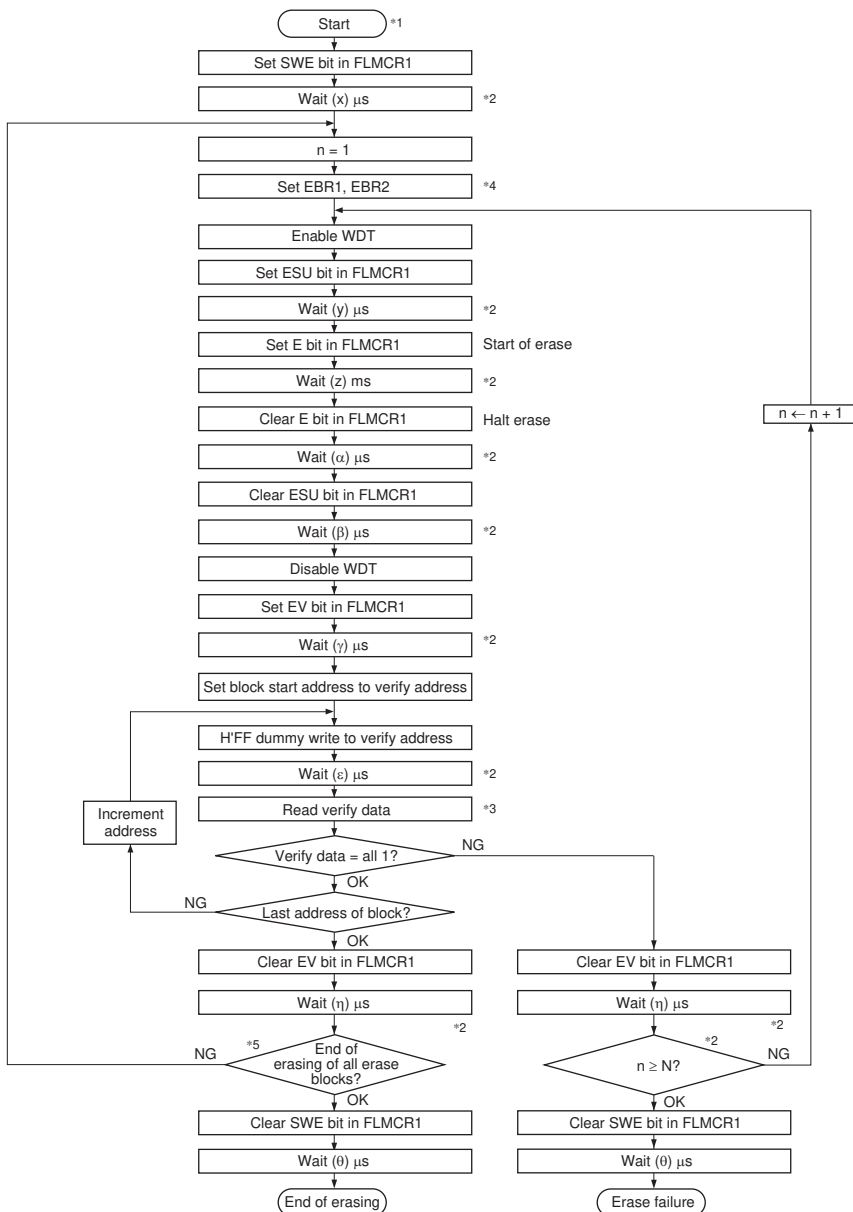 Start *1
Set SWE bit in FLMCR1
Wait (x) μs *2
n = 1
Set EBR1, EBR2 *4
Enable WDT
Set ESU bit in FLMCR1
Wait (y) μs *2
Set E bit in FLMCR1 Start of erase
Wait (z) ms *2
Clear E bit in FLMCR1 Halt erase
n ← n + 1
Wait (α) μs *2
Clear ESU bit in FLMCR1
Wait (β) μs *2
Disable WDT
Set EV bit in FLMCR1
Wait (γ) μs *2
Set block start address to verify address
H'FF dummy write to verify address
Wait (ε) μs *2
Read verify data *3
Increment
address
Verify data = all 1? NG
OK
NG Last address of block?
OK
Clear EV bit in FLMCR1 Clear EV bit in FLMCR1
Wait (η) μs Wait (η) μs
*2 *2
NG *5 End of
erasing of all erase
blocks?
*2
n ≥ N? NG
OK OK
Clear SWE bit in FLMCR1 Clear SWE bit in FLMCR1
Wait (θ) μs Wait (θ) μs
End of erasing Erase failure